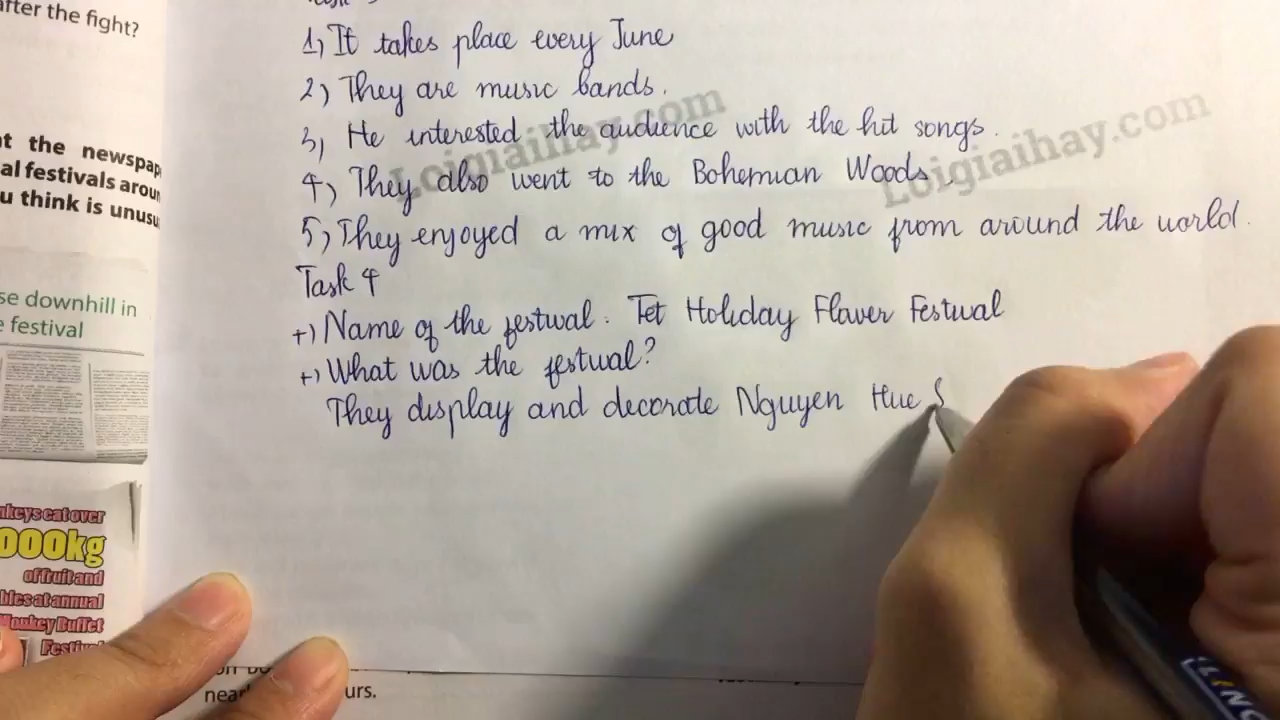 after the fight?
at the newspap
al festivals arou
u think is unusu
se downhill in
e festival
nkeys eat over
000kg
of fruit and
bles at annual
Monkey Buffet
Festiv
1) It takes place every June
2) They are music bands.
3) He interested the audience with the hit songs.
4) They also went to the Bohemian Woods.
5) They enjoyed a mix of good music from around the world.
Task 4
+) Name of the festival. Tet Holiday Flower Festival
+) What was the festival?
They display and decorate Nguyen Hue S
Loigiaihay.com
Loigiaihay.com
urs.